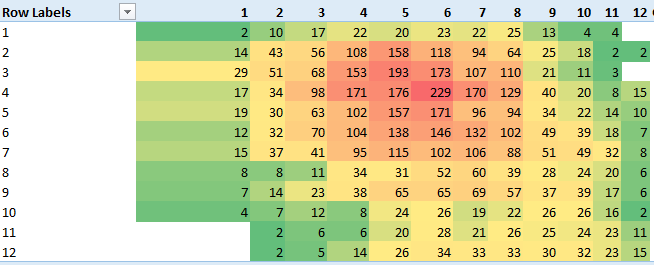 Row Labels 1 2 3 4 5 6 7 8 9 10 11 12
1 2 10 17 22 20 23 22 25 13 4 4
2 14 43 56 108 158 118 94 64 25 18 2 2
3 29 51 68 153 193 173 107 110 21 11 3
4 17 34 98 171 176 229 170 129 40 20 8 15
5 19 30 63 102 157 171 96 94 34 22 14 10
6 12 32 70 104 138 146 132 102 49 39 18 7
7 15 37 41 95 115 102 106 88 51 49 32 8
8 8 8 11 34 31 52 60 39 28 24 20 6
9 7 14 23 38 65 65 69 57 37 39 17 6
10 4 7 12 8 24 26 19 22 26 26 16 2
11 2 6 6 20 28 21 26 25 24 23 11
12 2 5 14 26 34 33 33 30 32 23 15